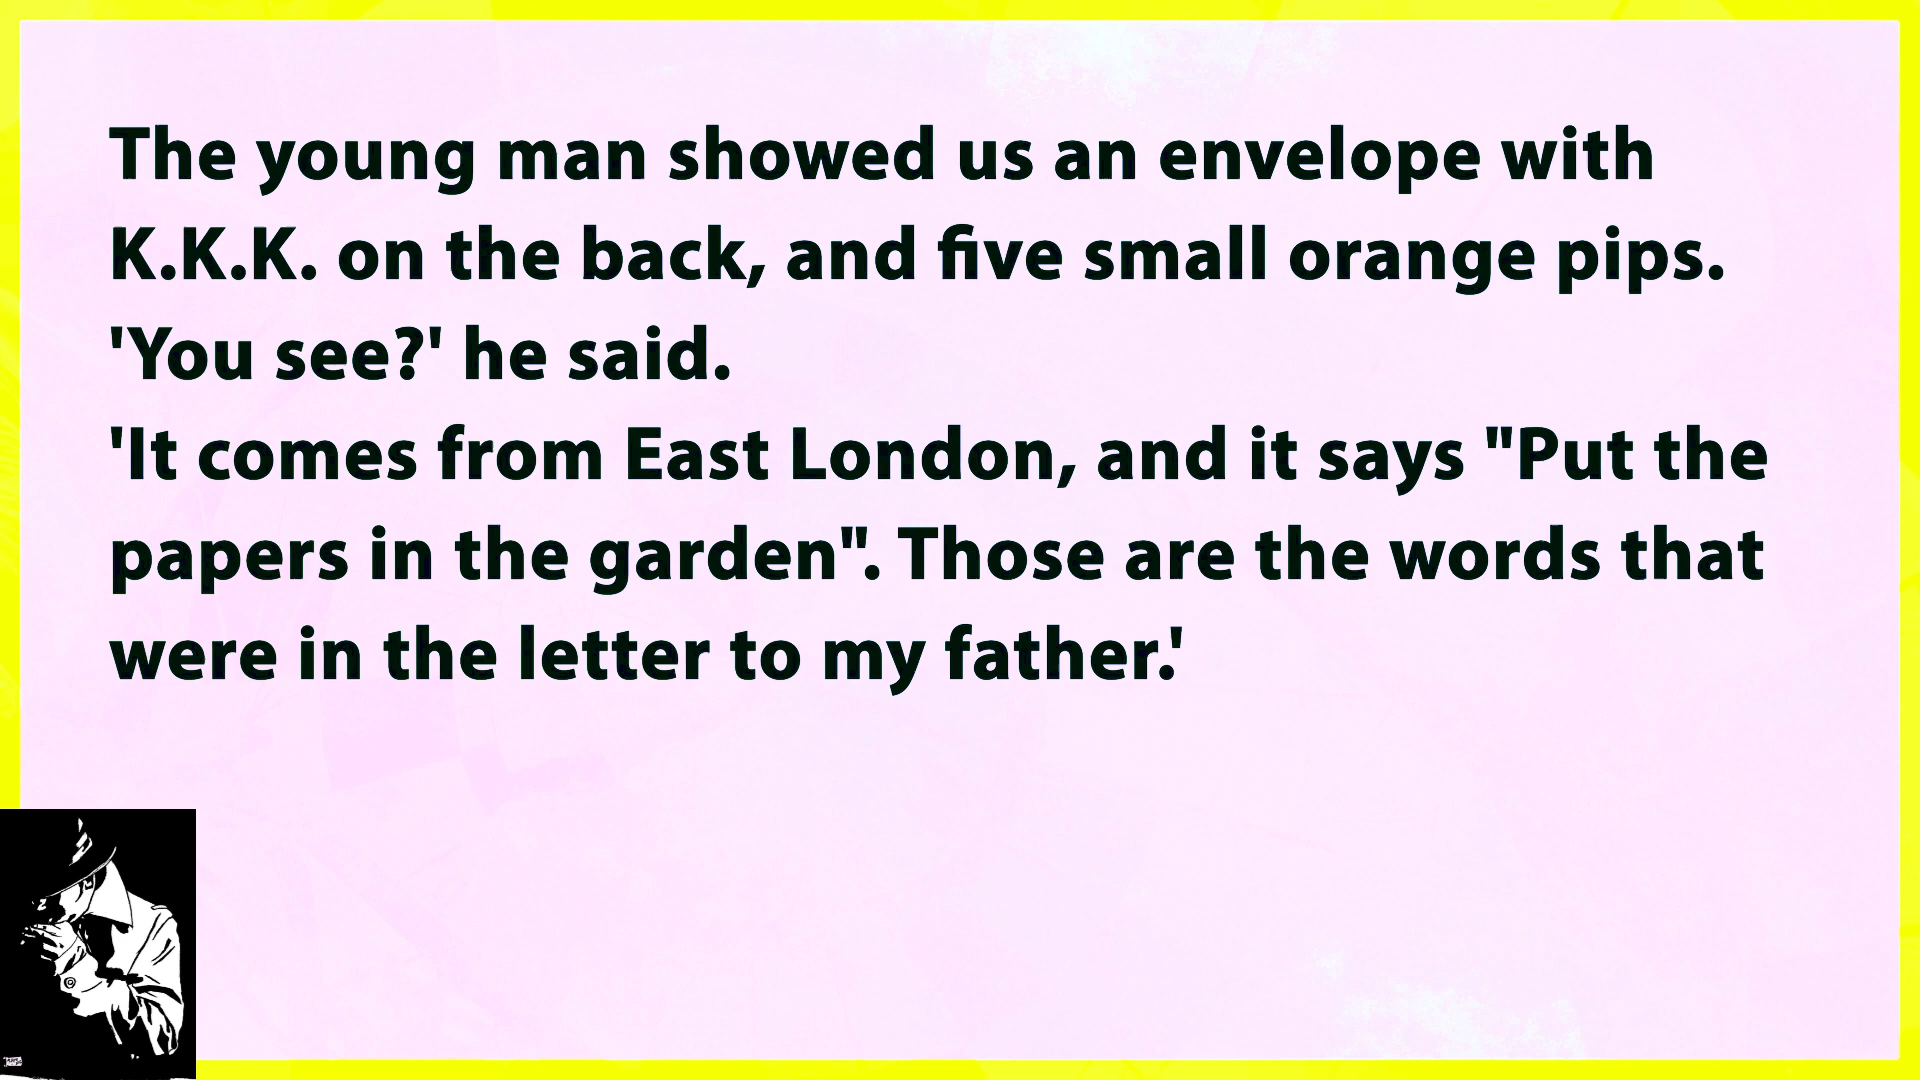 The young man showed us an envelope with
K.K.K. on the back, and five small orange pips.
'You see?' he said.
'It comes from East London, and it says "Put the
papers in the garden". Those are the words that
were in the letter to my father.'